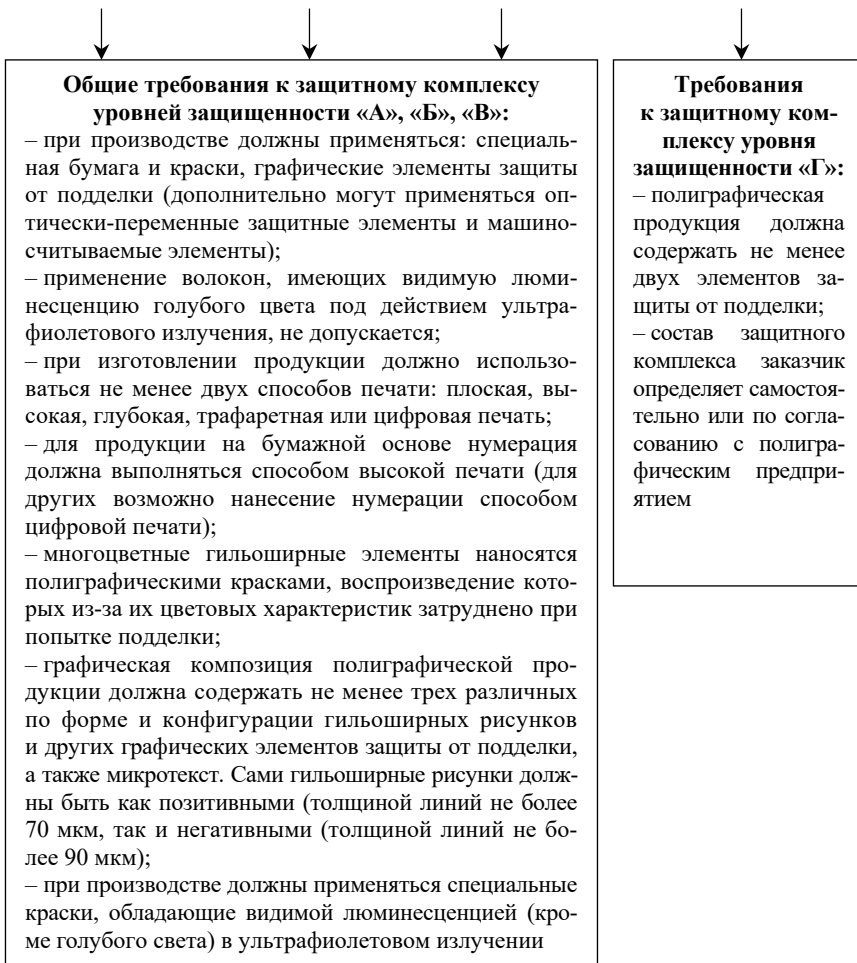 Общие требования к защитному комплексу
уровней защищенности «А», «Б», «В»:
– при производстве должны применяться: специаль-
ная бумага и краски, графические элементы защиты
от подделки (дополнительно могут применяться оп-
тически-переменные защитные элементы и машино-
считываемые элементы);
– применение волокон, имеющих видимую люми-
несценцию голубого цвета под действием ультра-
фиолетового излучения, не допускается;
– при изготовлении продукции должно использо-
ваться не менее двух способов печати: плоская, вы-
сокая, глубокая, трафаретная или цифровая печать;
– для продукции на бумажной основе нумерация
должна выполняться способом высокой печати (для
других возможно нанесение нумерации способом
цифровой печати);
– многоцветные гильоширные элементы наносятся
полиграфическими красками, воспроизведение кото-
рых из-за их цветовых характеристик затруднено при
попытке подделки;
– графическая композиция полиграфической про-
дукции должна содержать не менее трех различных
по форме и конфигурации гильоширных рисунков
и других графических элементов защиты от подделки,
а также микротекст. Сами гильоширные рисунки долж-
ны быть как позитивными (толщиной линий не более
70 мкм, так и негативными (толщиной линий не бо-
лее 90 мкм);
– при производстве должны применяться специальные
краски, обладающие видимой люминесценцией (кро-
ме голубого света) в ультрафиолетовом излучении
Требования
к защитному ком-
плексу уровня
защищенности «Г»:
– полиграфическая
продукция должна
содержать не менее
двух элементов за-
щиты от подделки;
– состав защитного
комплекса заказчик
определяет самостоя-
тельно или по согла-
сованию с полигра-
фическим предпри-
ятием